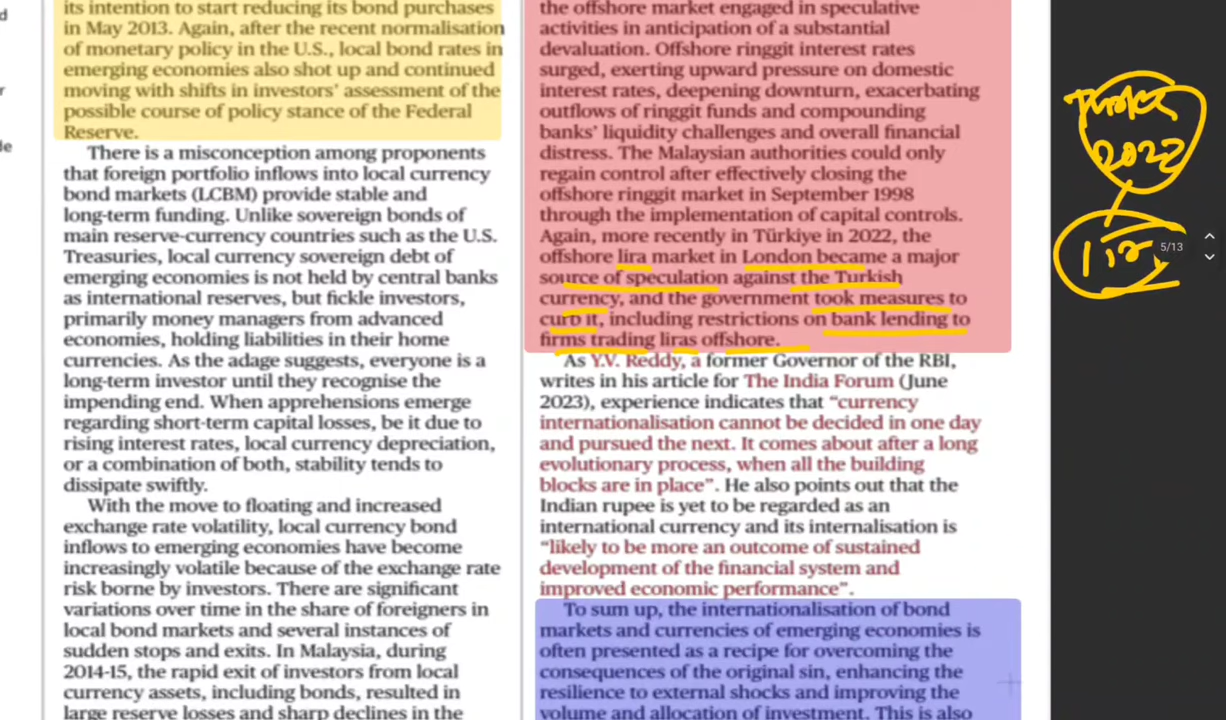 d
r
le
its intention to start reducing its bond purchases
in May 2013. Again, after the recent normalisation
of monetary policy in the U.S., local bond rates in
emerging economies also shot up and continued
moving with shifts in investors' assessment of the
possible course of policy stance of the Federal
Reserve.
There is a misconception among proponents
that foreign portfolio inflows into local currency
bond markets (LCBM) provide stable and
long-term funding. Unlike sovereign bonds of
main reserve-currency countries such as the U.S.
Treasuries, local currency sovereign debt of
emerging economies is not held by central banks
as international reserves, but fickle investors,
primarily money managers from advanced
economies, holding liabilities in their home
currencies. As the adage suggests, everyone is a
long-term investor until they recognise the
impending end. When apprehensions emerge
regarding short-term capital losses, be it due to
rising interest rates, local currency depreciation,
or a combination of both, stability tends to
dissipate swiftly.
With the move to floating and increased
exchange rate volatility, local currency bond
inflows to emerging economies have become
increasingly volatile because of the exchange rate
risk borne by investors. There are significant
variations over time in the share of foreigners in
local bond markets and several instances of
sudden stops and exits. In Malaysia, during
2014-15, the rapid exit of investors from local
currency assets, including bonds, resulted in
large reserve losses and sharp declines in the
the offshore market engaged in speculative
activities in anticipation of a substantial
devaluation. Offshore ringgit interest rates
surged, exerting upward pressure on domestic
interest rates, deepening downturn, exacerbating
outflows of ringgit funds and compounding
banks' liquidity challenges and overall financial
distress. The Malaysian authorities could only
regain control after effectively closing the
offshore ringgit market in September 1998
through the implementation of capital controls.
Again, more recently in Türkiye in 2022, the
offshore lira market in London became a major
source of speculation against the Turkish
currency, and the government took measures to
curb it, including restrictions on bank lending to
firms trading liras offshore.
As Y.V. Reddy, a former Governor of the RBI,
writes in his article for The India Forum (June
2023), experience indicates that “currency
internationalisation cannot be decided in one day
and pursued the next. It comes about after a long
evolutionary process, when all the building
blocks are in place”. He also points out that the
Indian rupee is yet to be regarded as an
international currency and its internalisation is
“likely to be more an outcome of sustained
development of the financial system and
improved economic performance”.
To sum up, the internationalisation of bond
markets and currencies of emerging economies is
often presented as a recipe for overcoming the
consequences of the original sin, enhancing the
resilience to external shocks and improving the
volume and allocation of investment. This is also
2022
5/13